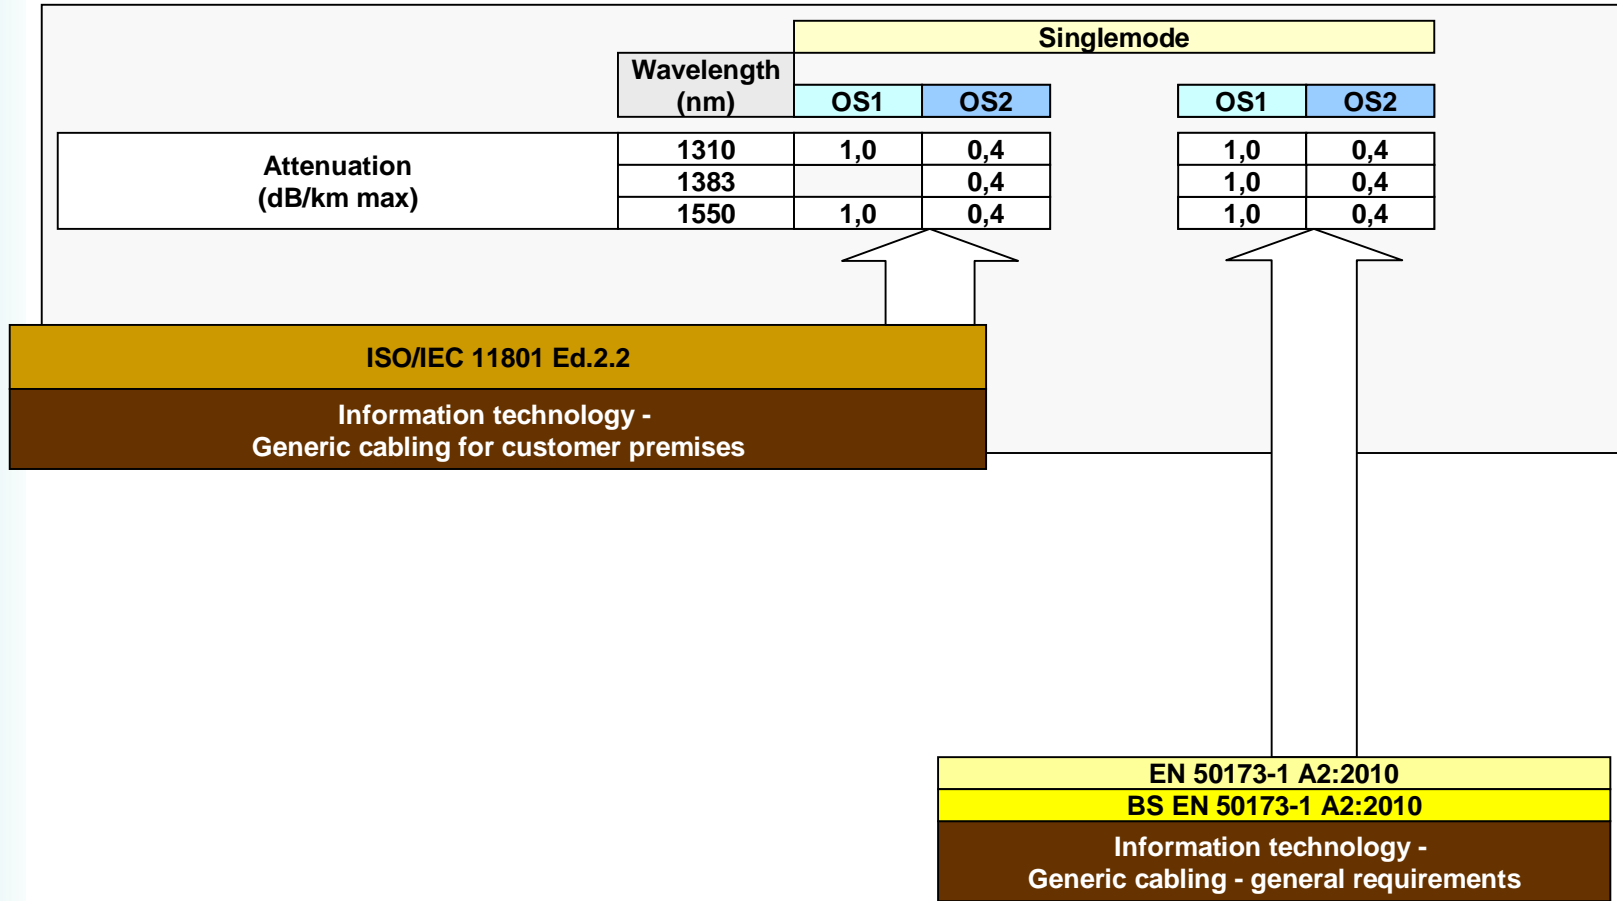 Singlemode
Wavelength
(nm)
OS1 OS2 OS1 OS2
Attenuation
(dB/km max)
1310 1,0 0,4 1,0 0,4
1383 0,4 1,0 0,4
1550 1,0 0,4 1,0 0,4
ISO/IEC 11801 Ed.2.2
Information technology -
Generic cabling for customer premises
EN 50173-1 A2:2010
BS EN 50173-1 A2:2010
Information technology -
Generic cabling - general requirements